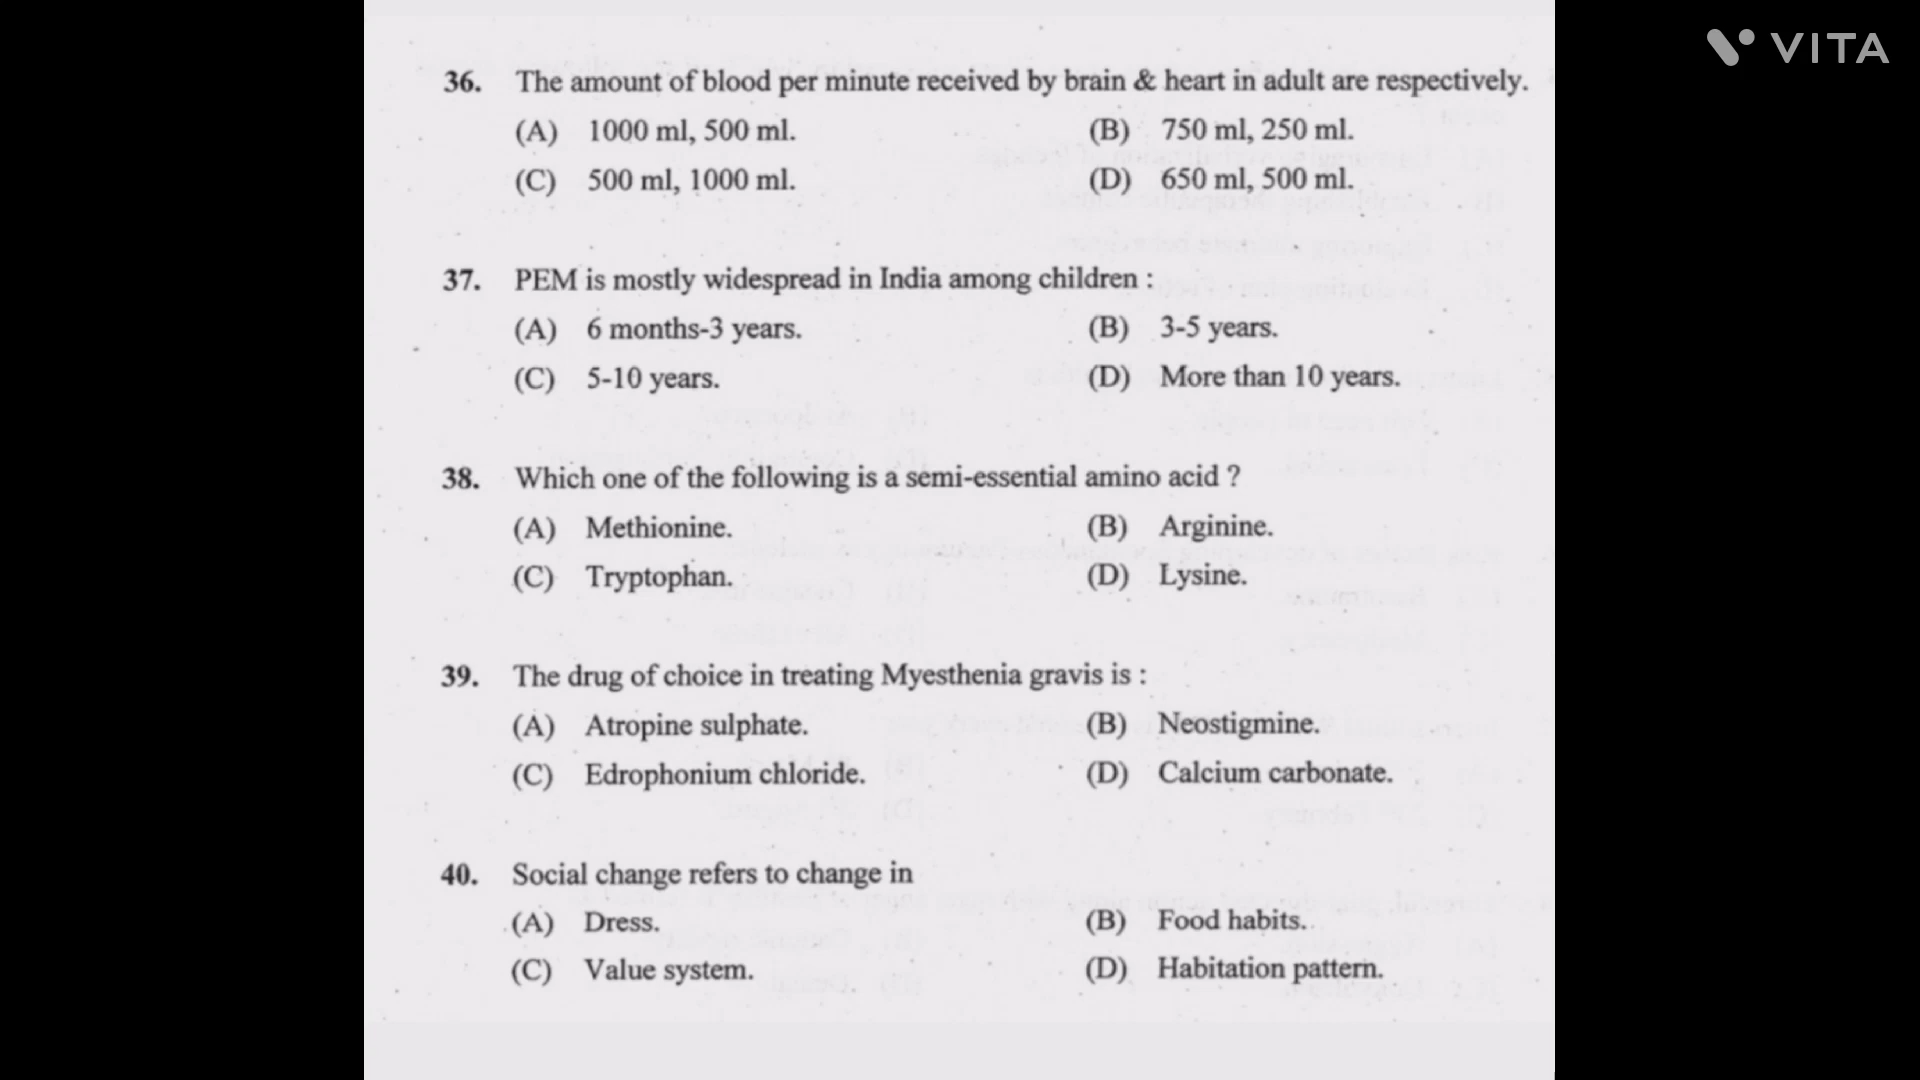 VITA
36. The amount of blood per minute received by brain & heart in adult are respectively.
(A) 1000 ml, 500 ml. (B) 750 ml, 250 ml.
(C) 500 ml, 1000 ml. (D) 650 ml, 500 ml.
37. PEM is mostly widespread in India among children :
(A) 6 months-3 years. (B) 3-5 years.
(C) 5-10 years. (D) More than 10 years.
38. Which one of the following is a semi-essential amino acid ?
(A) Methionine. (B) Arginine.
(C) Tryptophan. (D) Lysine.
39. The drug of choice in treating Myesthenia gravis is :
(A) Atropine sulphate. (B) Neostigmine.
(C) Edrophonium chloride. (D) Calcium carbonate.
40. Social change refers to change in
(A) Dress. (B) Food habits.
(C) Value system. (D) Habitation pattern.